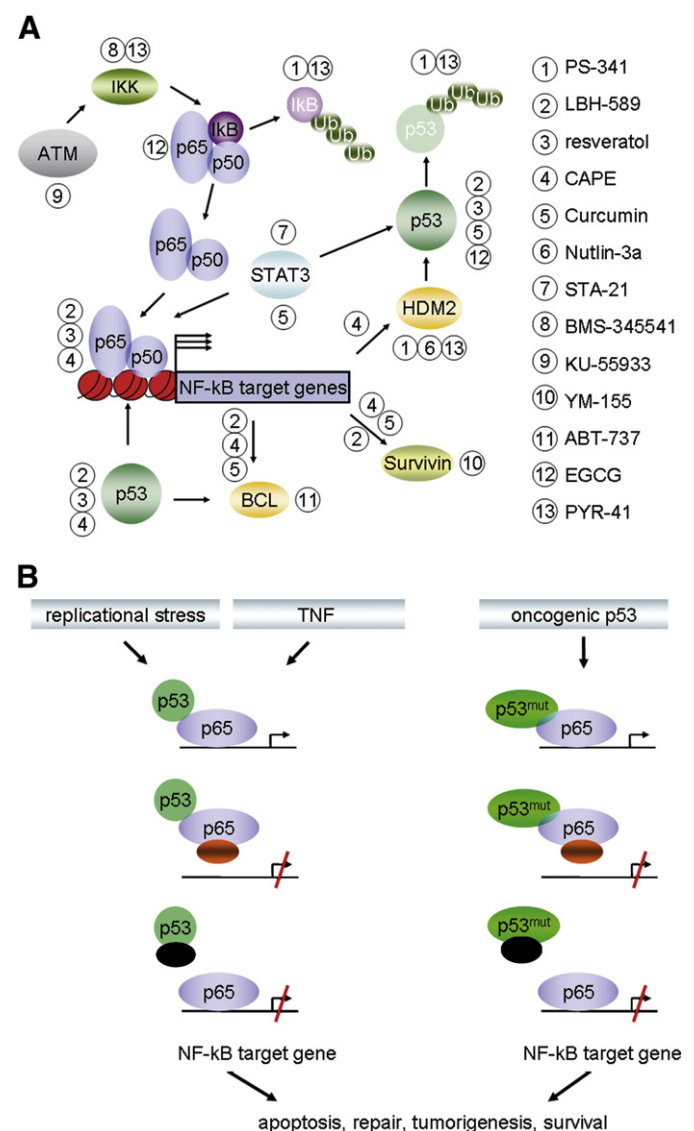 A
8 13
IKK
1 13
IkB
Ub
Ub
Ub
1 13
Ub
Ub
Ub
p53
ATM
9
12
p65
IkB
p50
p65
p50
7
STAT3
5
p53
2
3
5
12
HDM2
1 6 13
4
2
3
4
p65
p50
NF-kB target genes
2
4
5
4
5
2
Survivin
10
2
3
4
p53
BCL
11
1 PS-341
2 LBH-589
3 resveratol
4 CAPE
5 Curcumin
6 Nutlin-3a
7 STA-21
8 BMS-345541
9 KU-55933
10 YM-155
11 ABT-737
12 EGCG
13 PYR-41
B
replicational stress
TNF
oncogenic p53
p53
p65
p53mut
p65
p53
p65
p53mut
p65
p53
p65
p53mut
p65
NF-kB target gene
NF-kB target gene
apoptosis, repair, tumorigenesis, survival